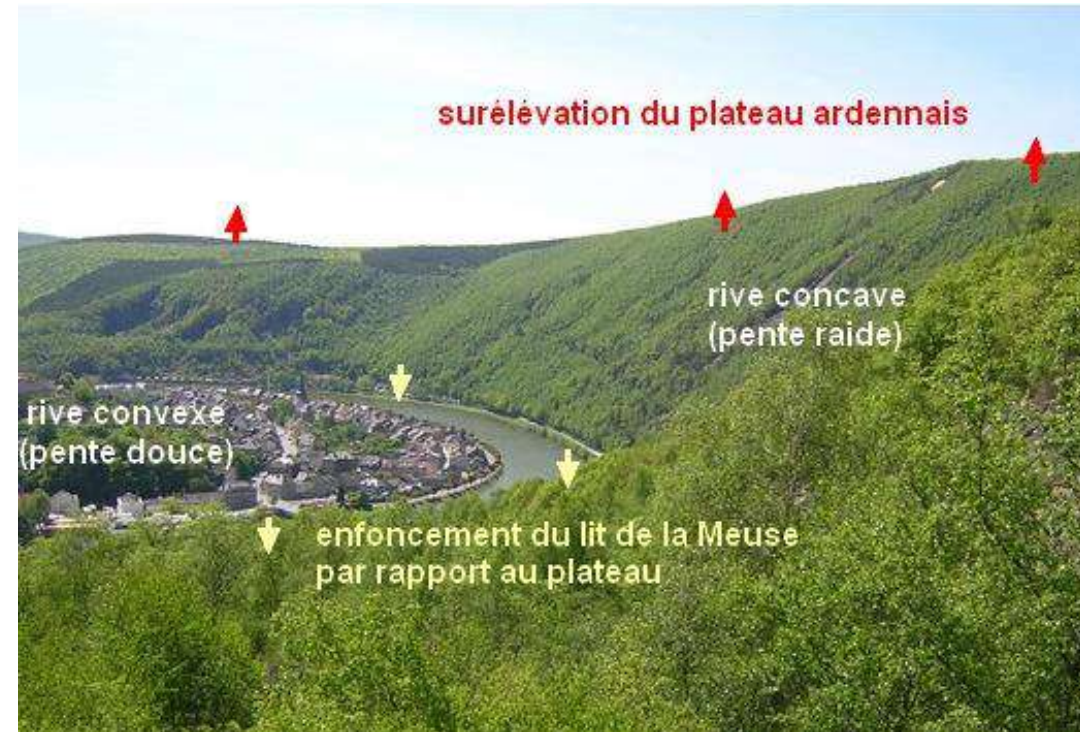 surélévation du plateau ardennais
rive concave
(pente raide)
rive convexe
(pente douce)
enfoncement du lit de la Meuse
par rapport au plateau